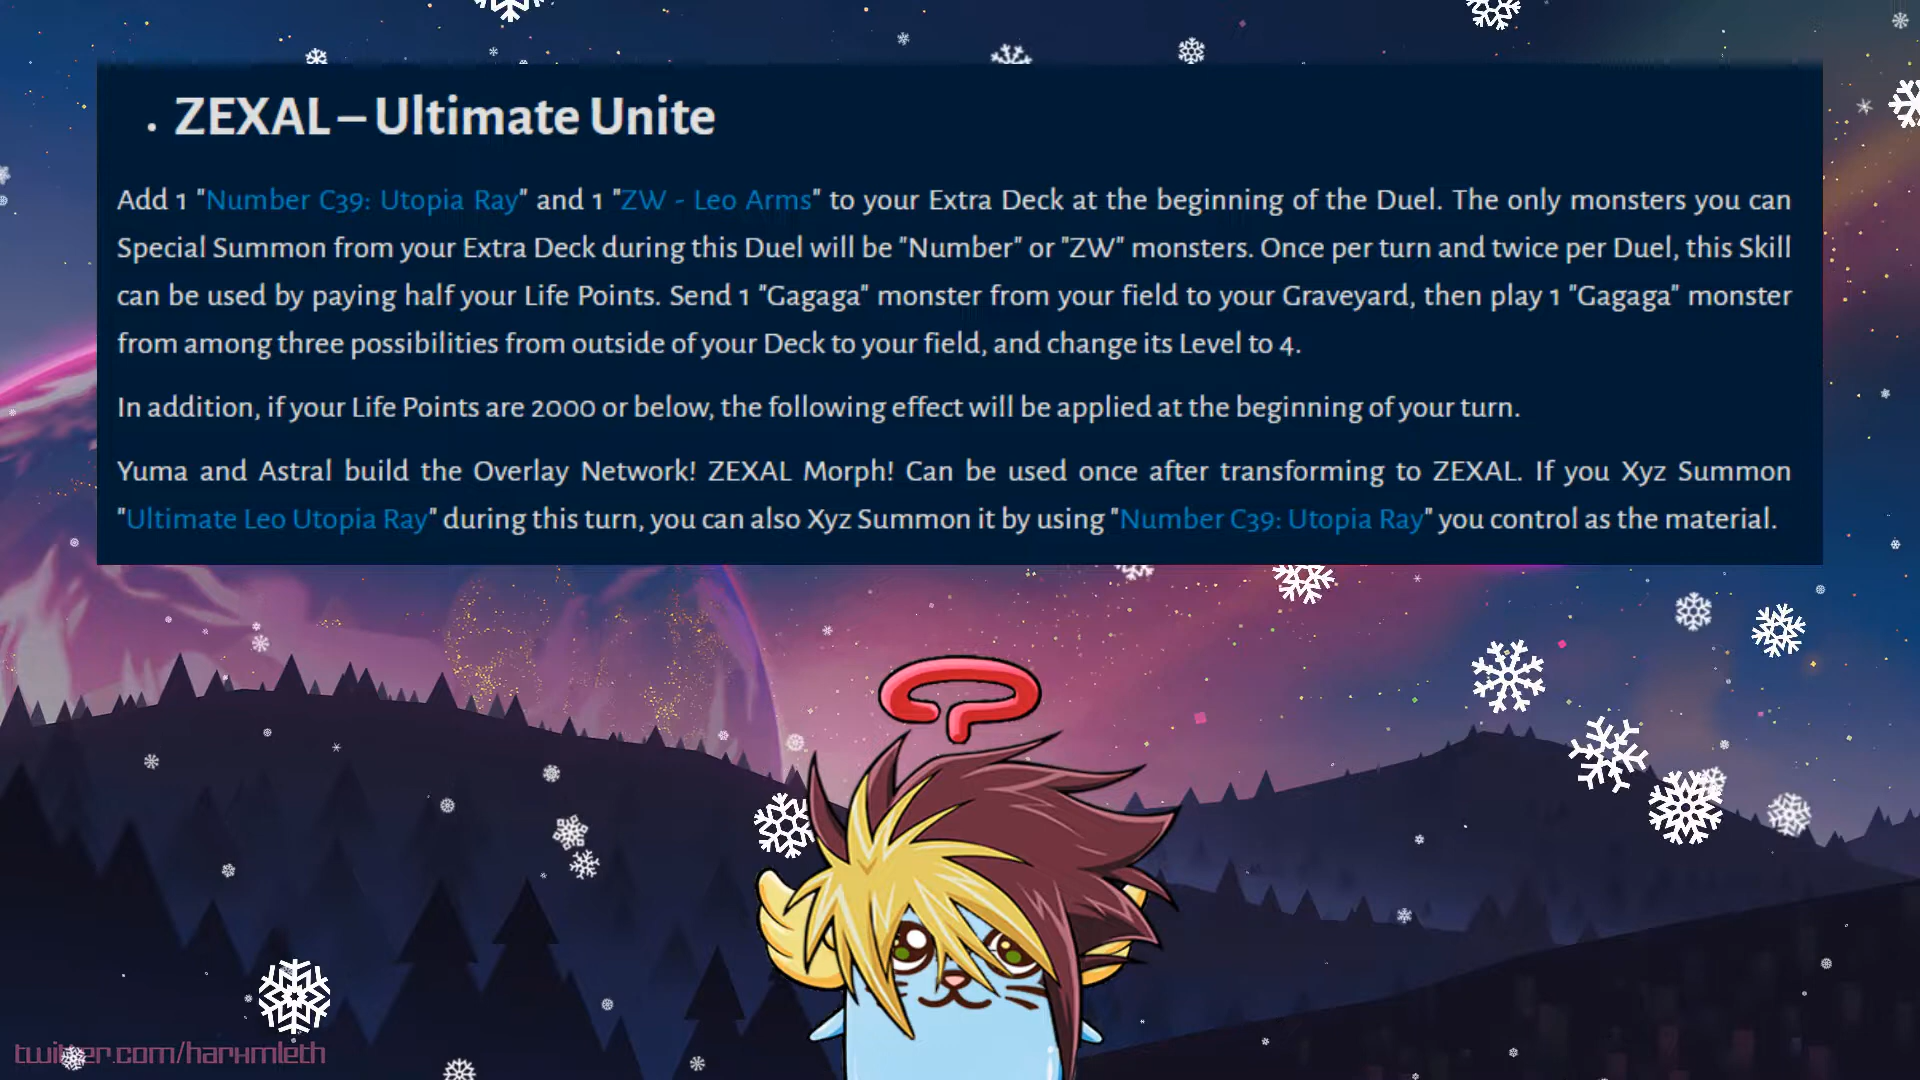 • ZEXAL – Ultimate Unite
Add 1 "Number C39: Utopia Ray" and 1 "ZW - Leo Arms" to your Extra Deck at the beginning of the Duel. The only monsters you can
Special Summon from your Extra Deck during this Duel will be "Number" or "ZW" monsters. Once per turn and twice per Duel, this Skill
can be used by paying half your Life Points. Send 1 "Gagaga" monster from your field to your Graveyard, then play 1 "Gagaga" monster
from among three possibilities from outside of your Deck to your field, and change its Level to 4.
In addition, if your Life Points are 2000 or below, the following effect will be applied at the beginning of your turn.
Yuma and Astral build the Overlay Network! ZEXAL Morph! Can be used once after transforming to ZEXAL. If you Xyz Summon
"Ultimate Leo Utopia Ray" during this turn, you can also Xyz Summon it by using "Number C39: Utopia Ray" you control as the material.
twitter.com/harxmleth